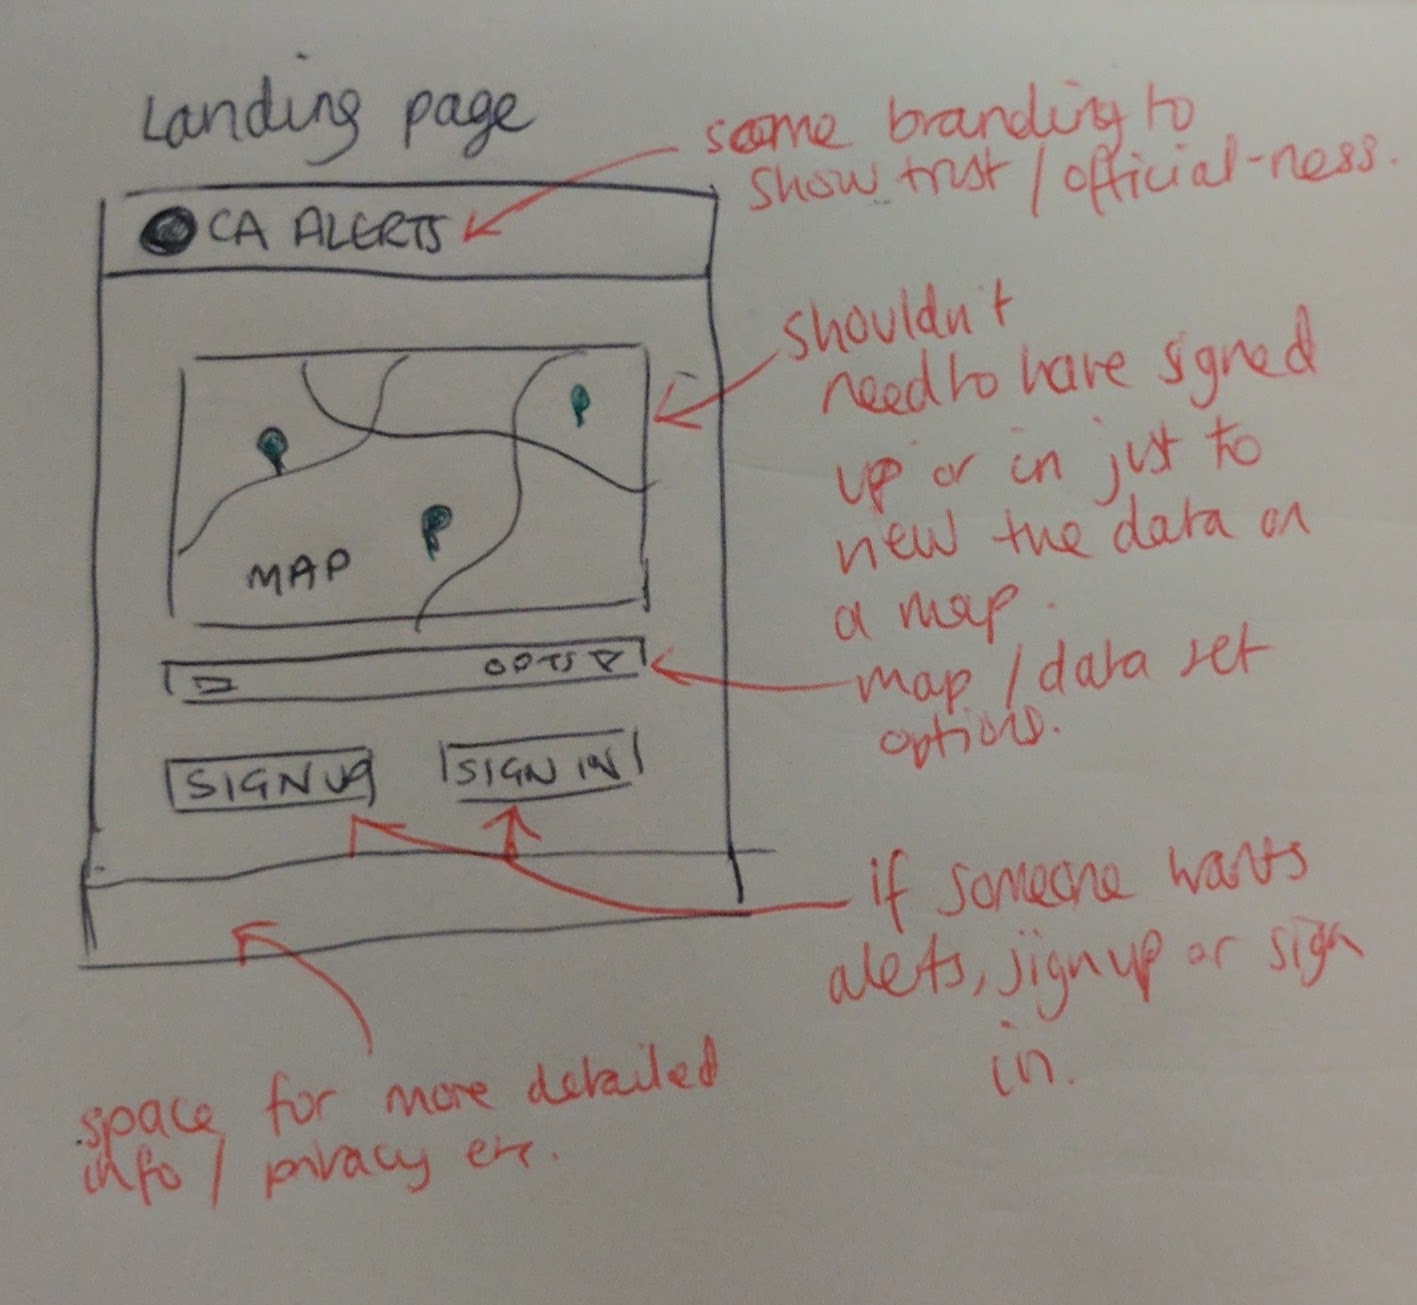 Landing page
some branding to
show trust / official-ness.
CA ALERTS
shouldn't
need to have signed
up or in just to
view the data on
a map.
MAP
OPTS
map / data set
options.
SIGN UP
SIGN IN
if someone wants
alerts, sign up or sign
in.
space for more detailed
info / privacy etc.